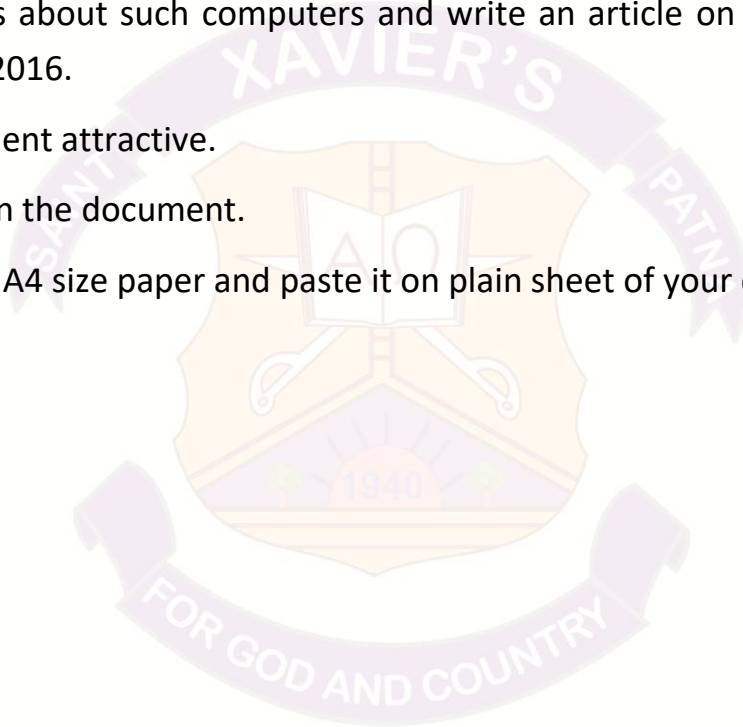 s about such computers and write an article on
2016.
ent attractive.
n the document.
A4 size paper and paste it on plain sheet of your
XAVIER'S
SAINT
PATNA
ΑΩ
1940
FOR GOD AND COUNTRY